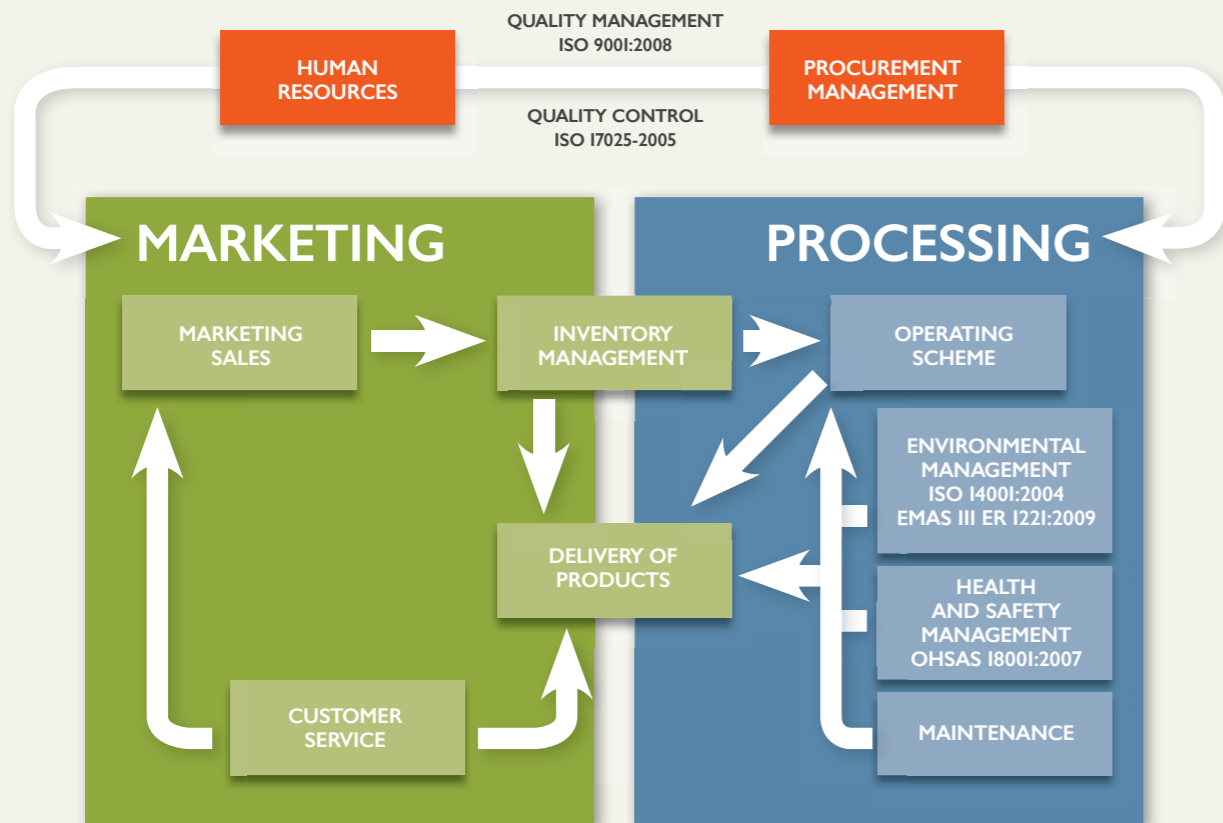 QUALITY MANAGEMENT
ISO 9001:2008
HUMAN
RESOURCES
PROCUREMENT
MANAGEMENT
QUALITY CONTROL
ISO 17025-2005
MARKETING
PROCESSING
MARKETING
SALES
INVENTORY
MANAGEMENT
OPERATING
SCHEME
ENVIRONMENTAL
MANAGEMENT
ISO 14001:2004
EMAS III ER 1221:2009
DELIVERY OF
PRODUCTS
HEALTH
AND SAFETY
MANAGEMENT
OHSAS 18001:2007
CUSTOMER
SERVICE
MAINTENANCE